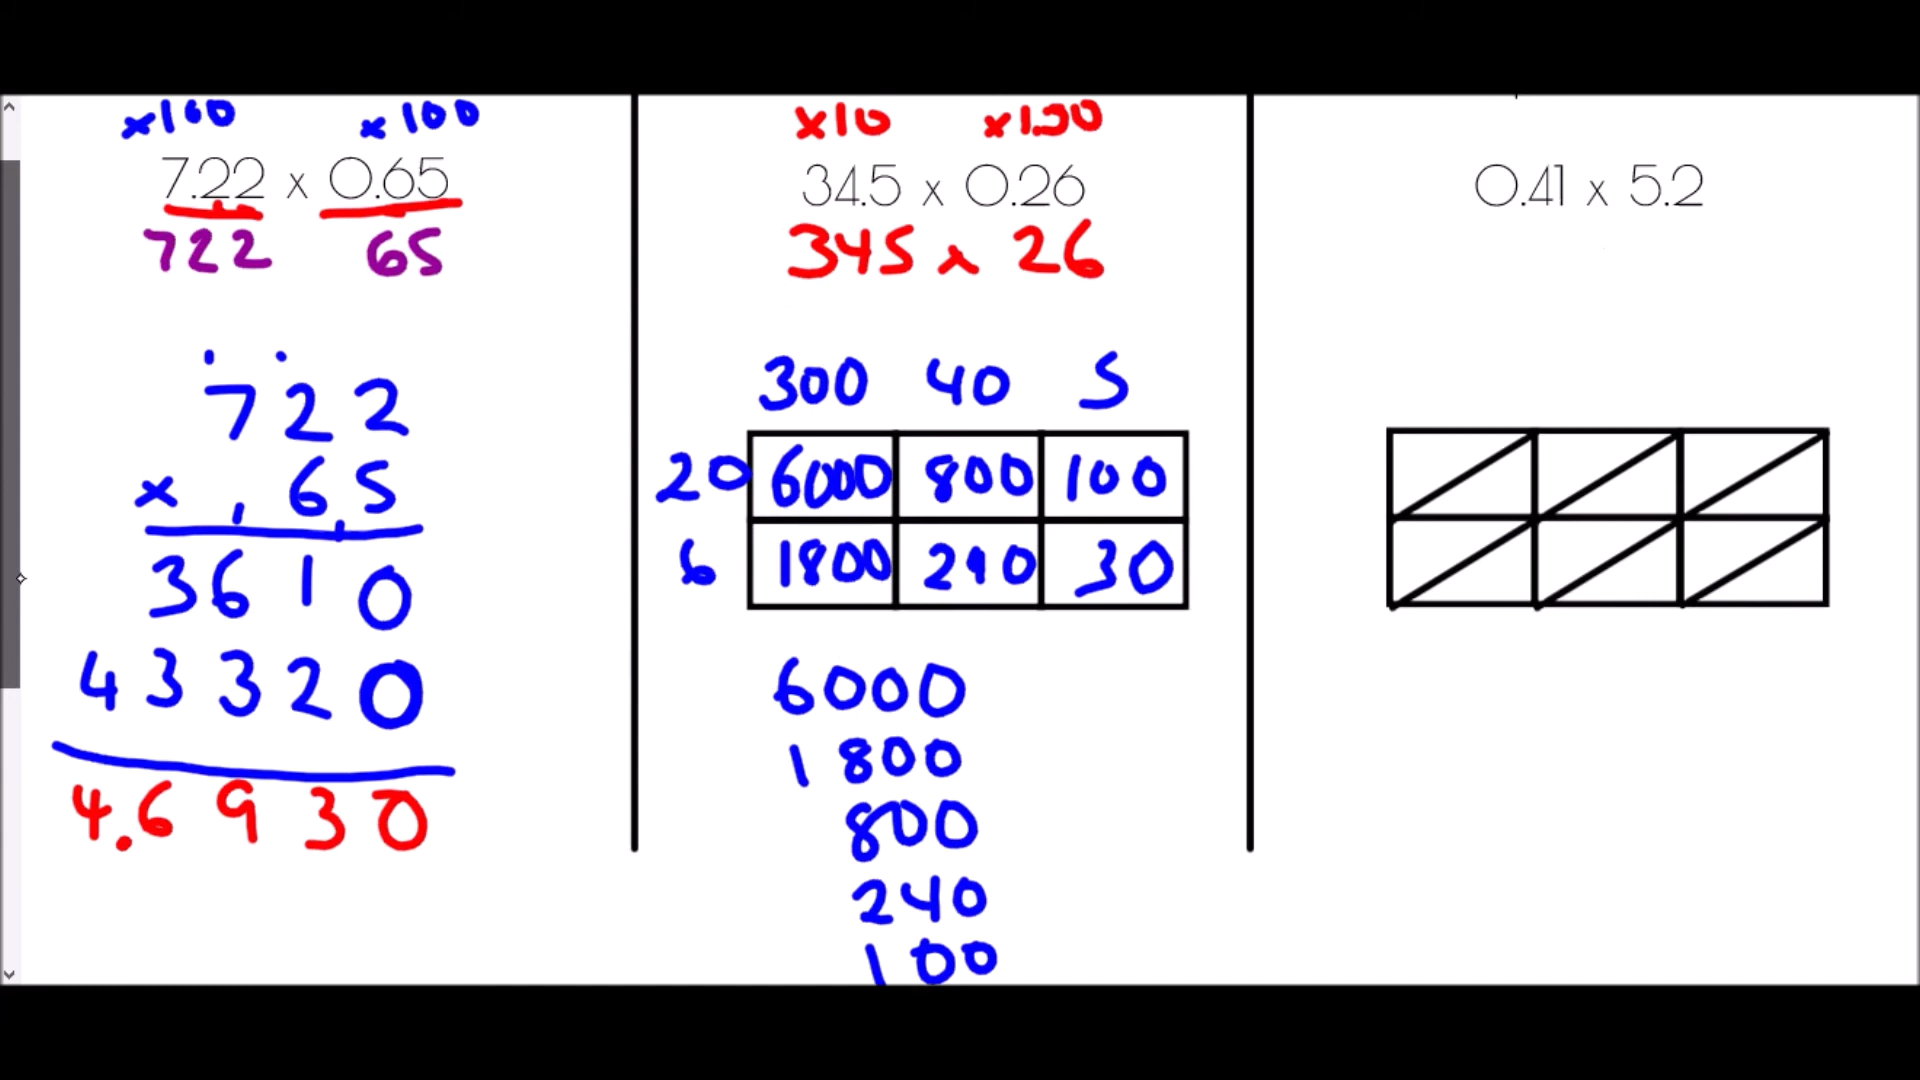 x100 x100
7.22 x 0.65
722 65
722
x 65
3610
43320
4.6930
x10 x100
34.5 x 0.26
345 x 26
300 40 5
20 6000 800 100
6 1800 240 30
6000
1800
800
240
100
0.41 x 5.2